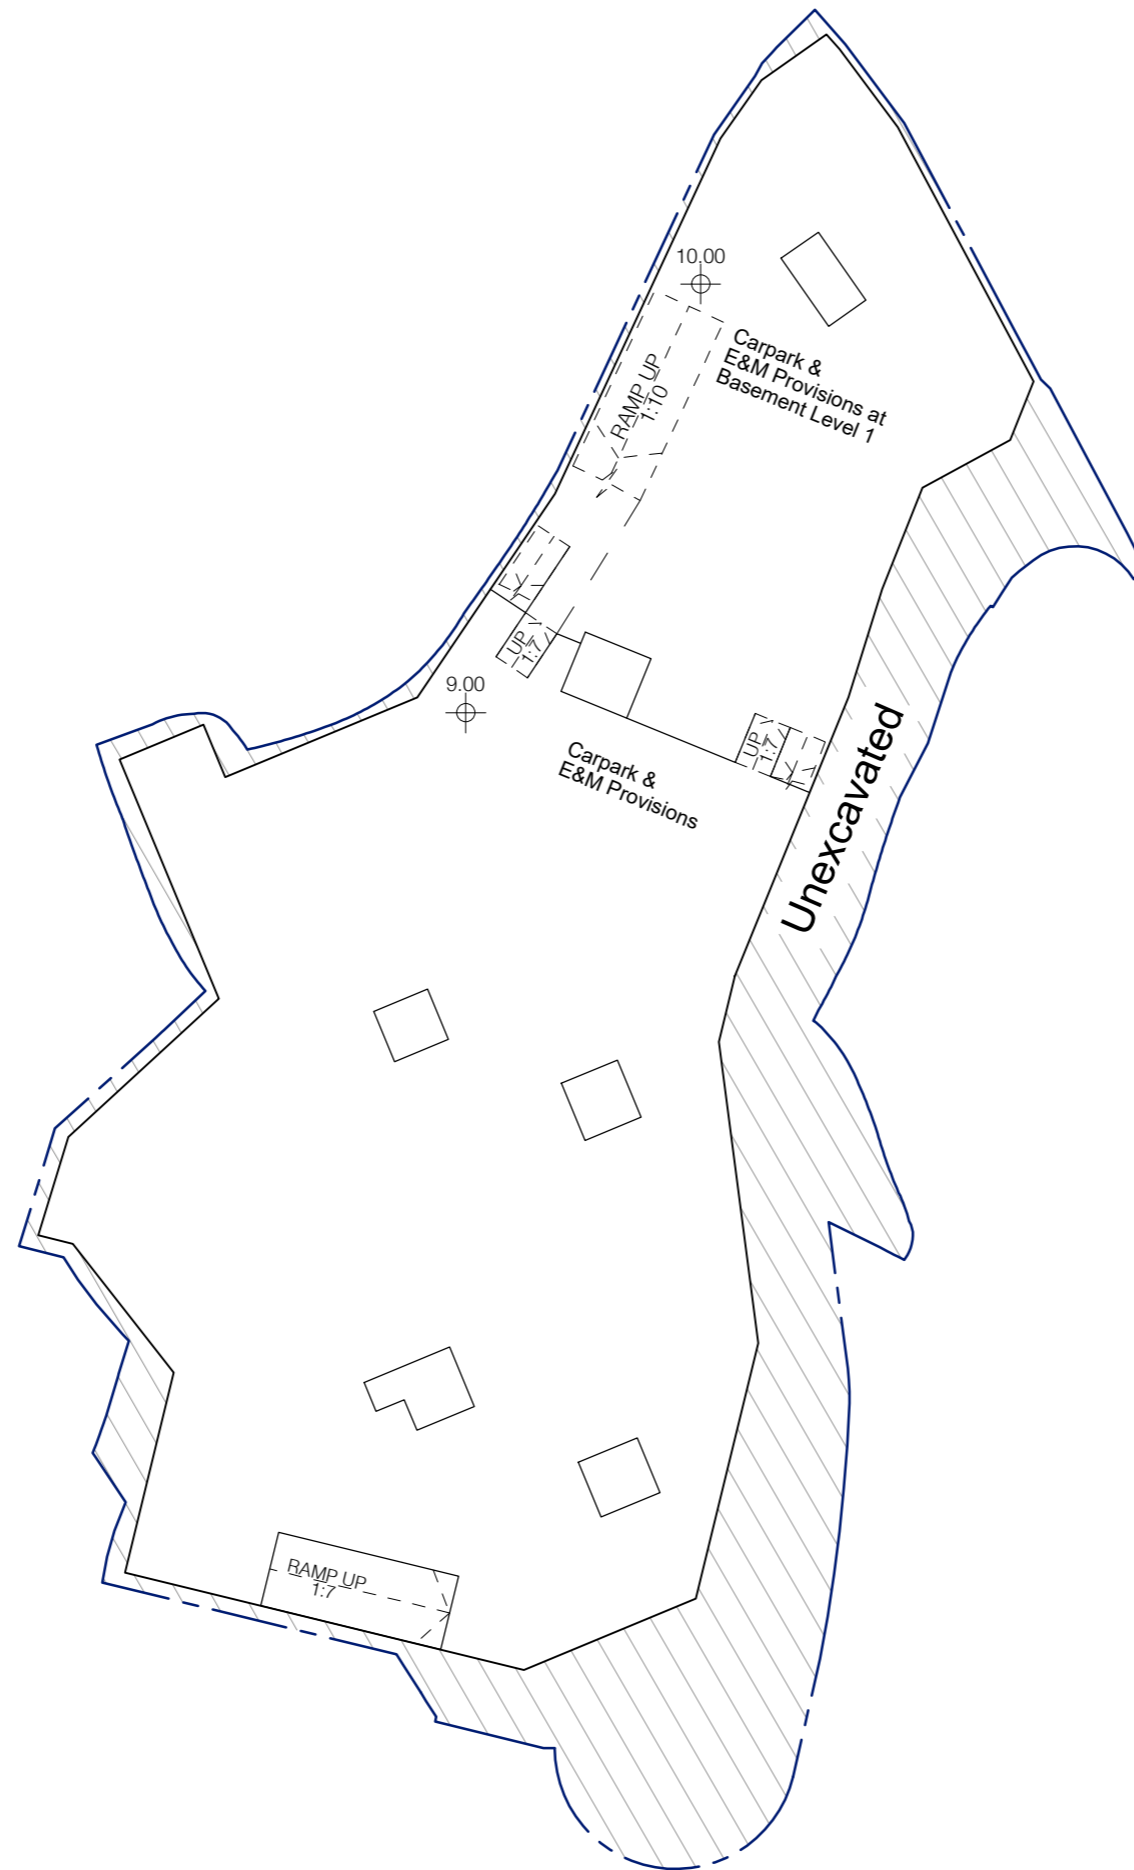 10.00
Carpark &
E&M Provisions at
Basement Level 1
RAMP UP
1:10
UP
1:7
9.00
UP
1:7
Carpark &
E&M Provisions
Unexcavated
RAMP UP
1:7